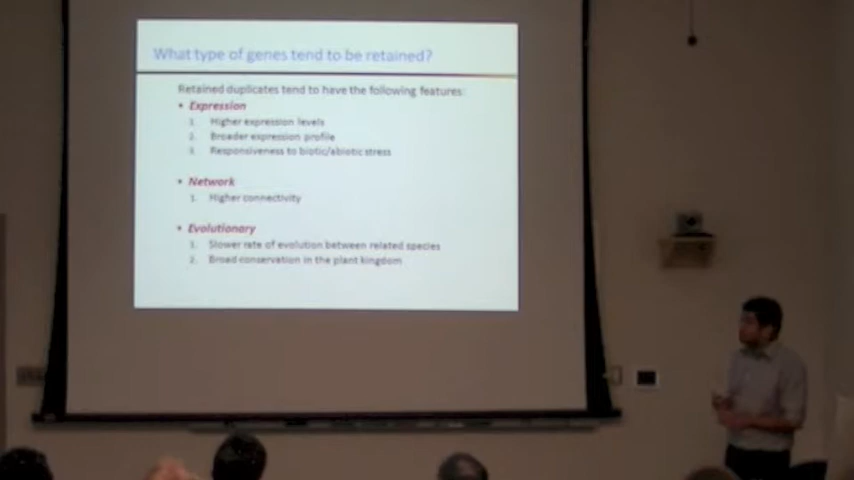 What type of genes tend to be retained?
Retained duplicates tend to have the following features:
• Expression
1. Higher expression levels
2. Broader expression profile
3. Responsiveness to biotic/abiotic stress
• Network
1. Higher connectivity
• Evolutionary
1. Slower rate of evolution between related species
2. Broad conservation in the plant kingdom